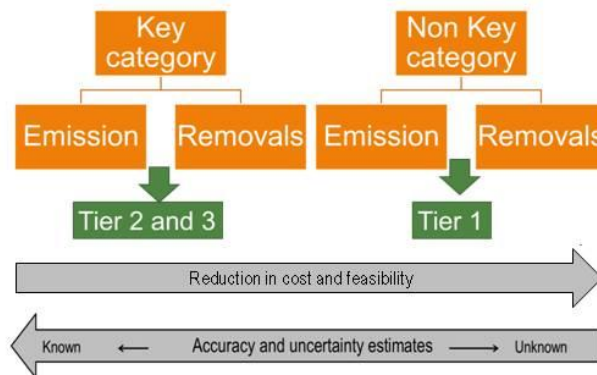 Key
category
Non Key
category
Emission
Removals
Emission
Removals
Tier 2 and 3
Tier 1
Reduction in cost and feasibility
Known
Accuracy and uncertainty estimates
Unknown